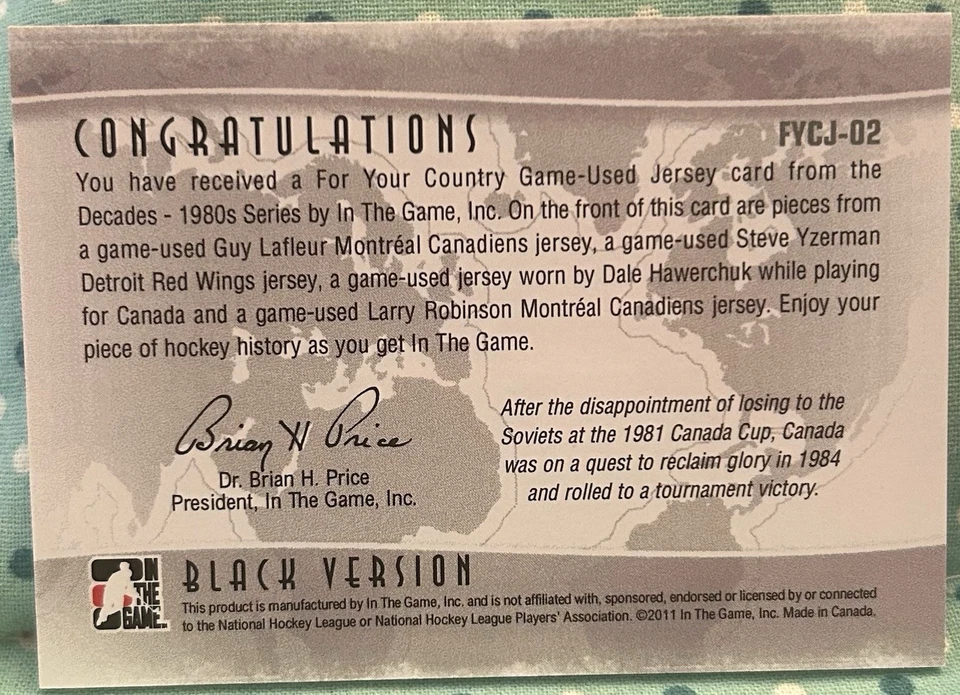 CONGRATULATIONS
FYCJ-02
You have received a For Your Country Game-Used Jersey card from the
Decades - 1980s Series by In The Game, Inc. On the front of this card are pieces from
a game-used Guy Lafleur Montréal Canadiens jersey, a game-used Steve Yzerman
Detroit Red Wings jersey, a game-used jersey worn by Dale Hawerchuk while playing
for Canada and a game-used Larry Robinson Montréal Canadiens jersey. Enjoy your
piece of hockey history as you get In The Game.
Brian H Price
Dr. Brian H. Price
President, In The Game, Inc.
After the disappointment of losing to the
Soviets at the 1981 Canada Cup, Canada
was on a quest to reclaim glory in 1984
and rolled to a tournament victory.
IN
THE
GAME
BLACK VERSION
This product is manufactured by In The Game, Inc. and is not affiliated with, sponsored, endorsed or licensed by or connected
to the National Hockey League or National Hockey League Players' Association. ©2011 In The Game, Inc. Made in Canada.